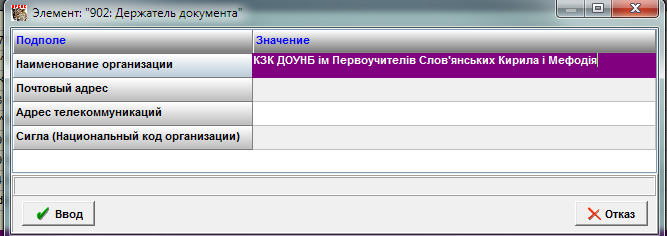 Элемент: "902: Держатель документа"
Подполе Значение
Наименование организации КЗК ДОУНБ ім Первоучителів Слов'янських Кирила і Мефодія
Почтовый адрес
Адрес телекоммуникаций
Сигла (Национальный код организации)
Ввод Отказ